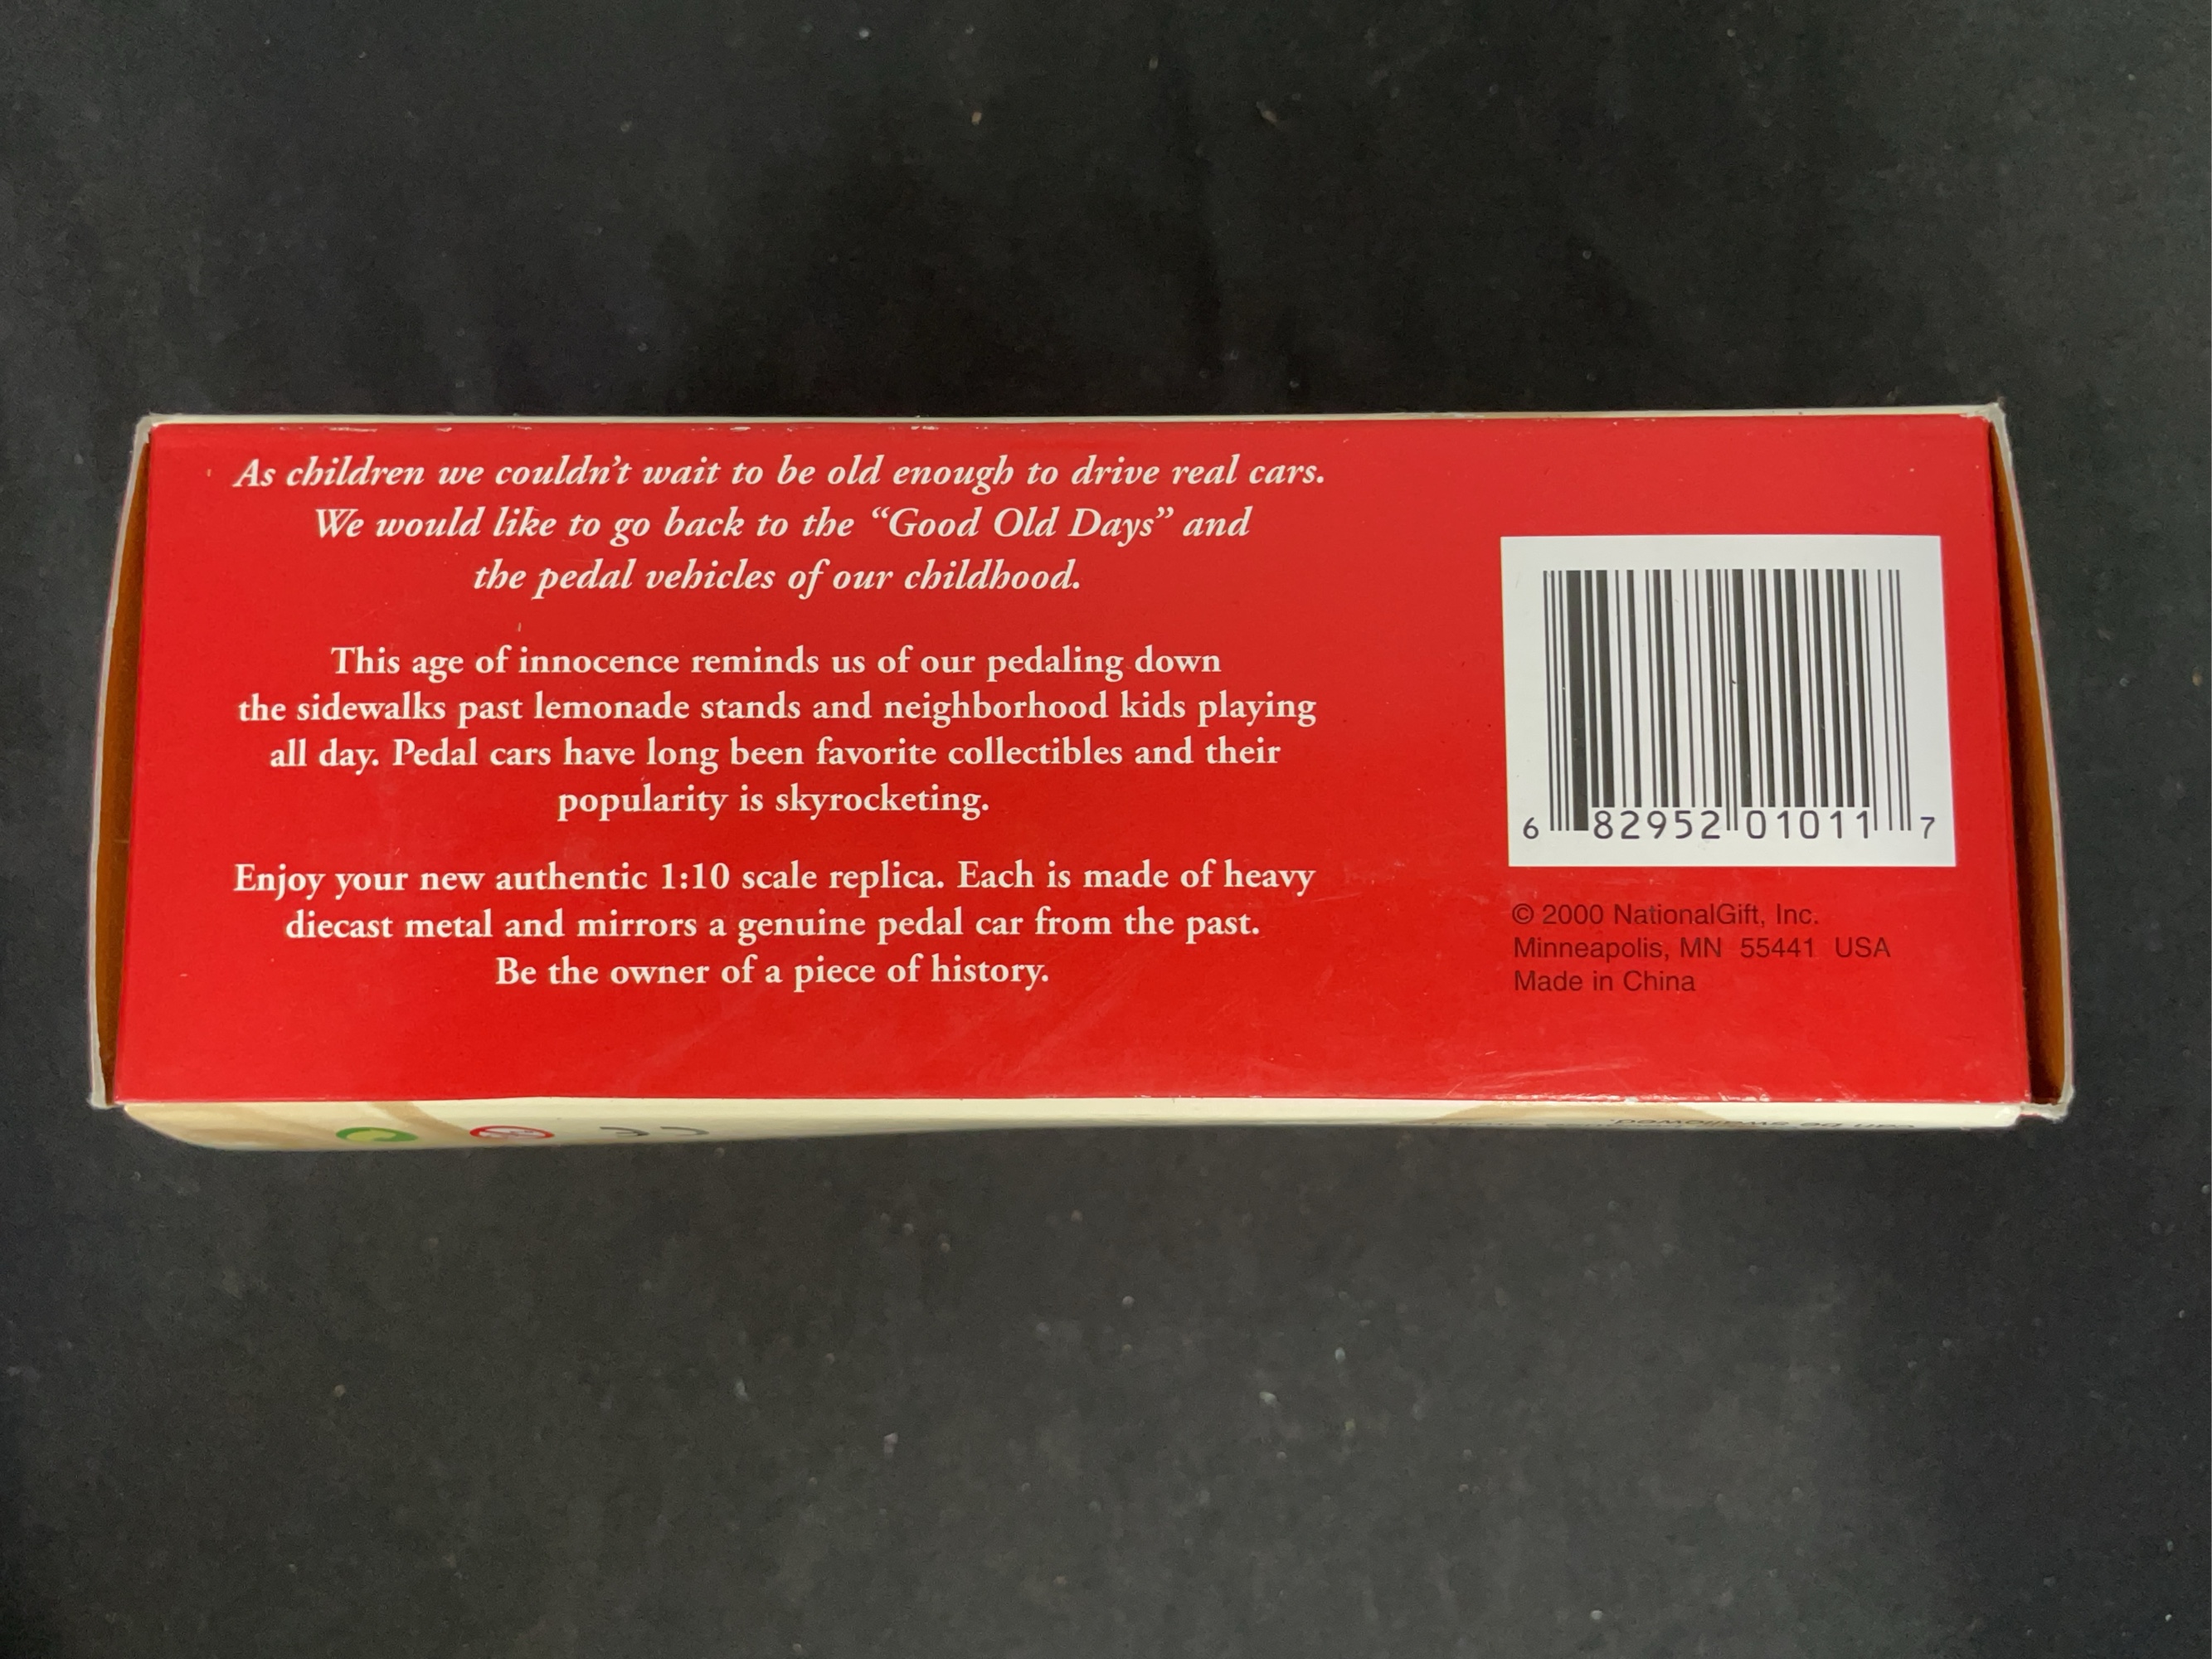 As children we couldn't wait to be old enough to drive real cars.
We would like to go back to the “Good Old Days” and
the pedal vehicles of our childhood.
This age of innocence reminds us of our pedaling down
the sidewalks past lemonade stands and neighborhood kids playing
all day. Pedal cars have long been favorite collectibles and their
popularity is skyrocketing.
Enjoy your new authentic 1:10 scale replica. Each is made of heavy
diecast metal and mirrors a genuine pedal car from the past.
Be the owner of a piece of history.
6 82952 01011 7
© 2000 NationalGift, Inc.
Minneapolis, MN 55441 USA
Made in China
can be swallowed.